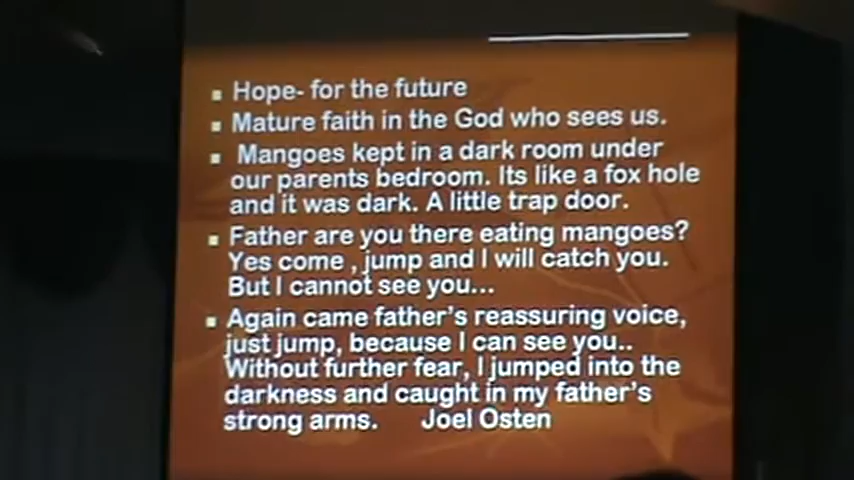 Hope- for the future
Mature faith in the God who sees us.
Mangoes kept in a dark room under
our parents bedroom. Its like a fox hole
and it was dark. A little trap door.
Father are you there eating mangoes?
Yes come , jump and I will catch you.
But I cannot see you...
Again came father's reassuring voice,
just jump, because I can see you..
Without further fear, I jumped into the
darkness and caught in my father's
strong arms. Joel Osten